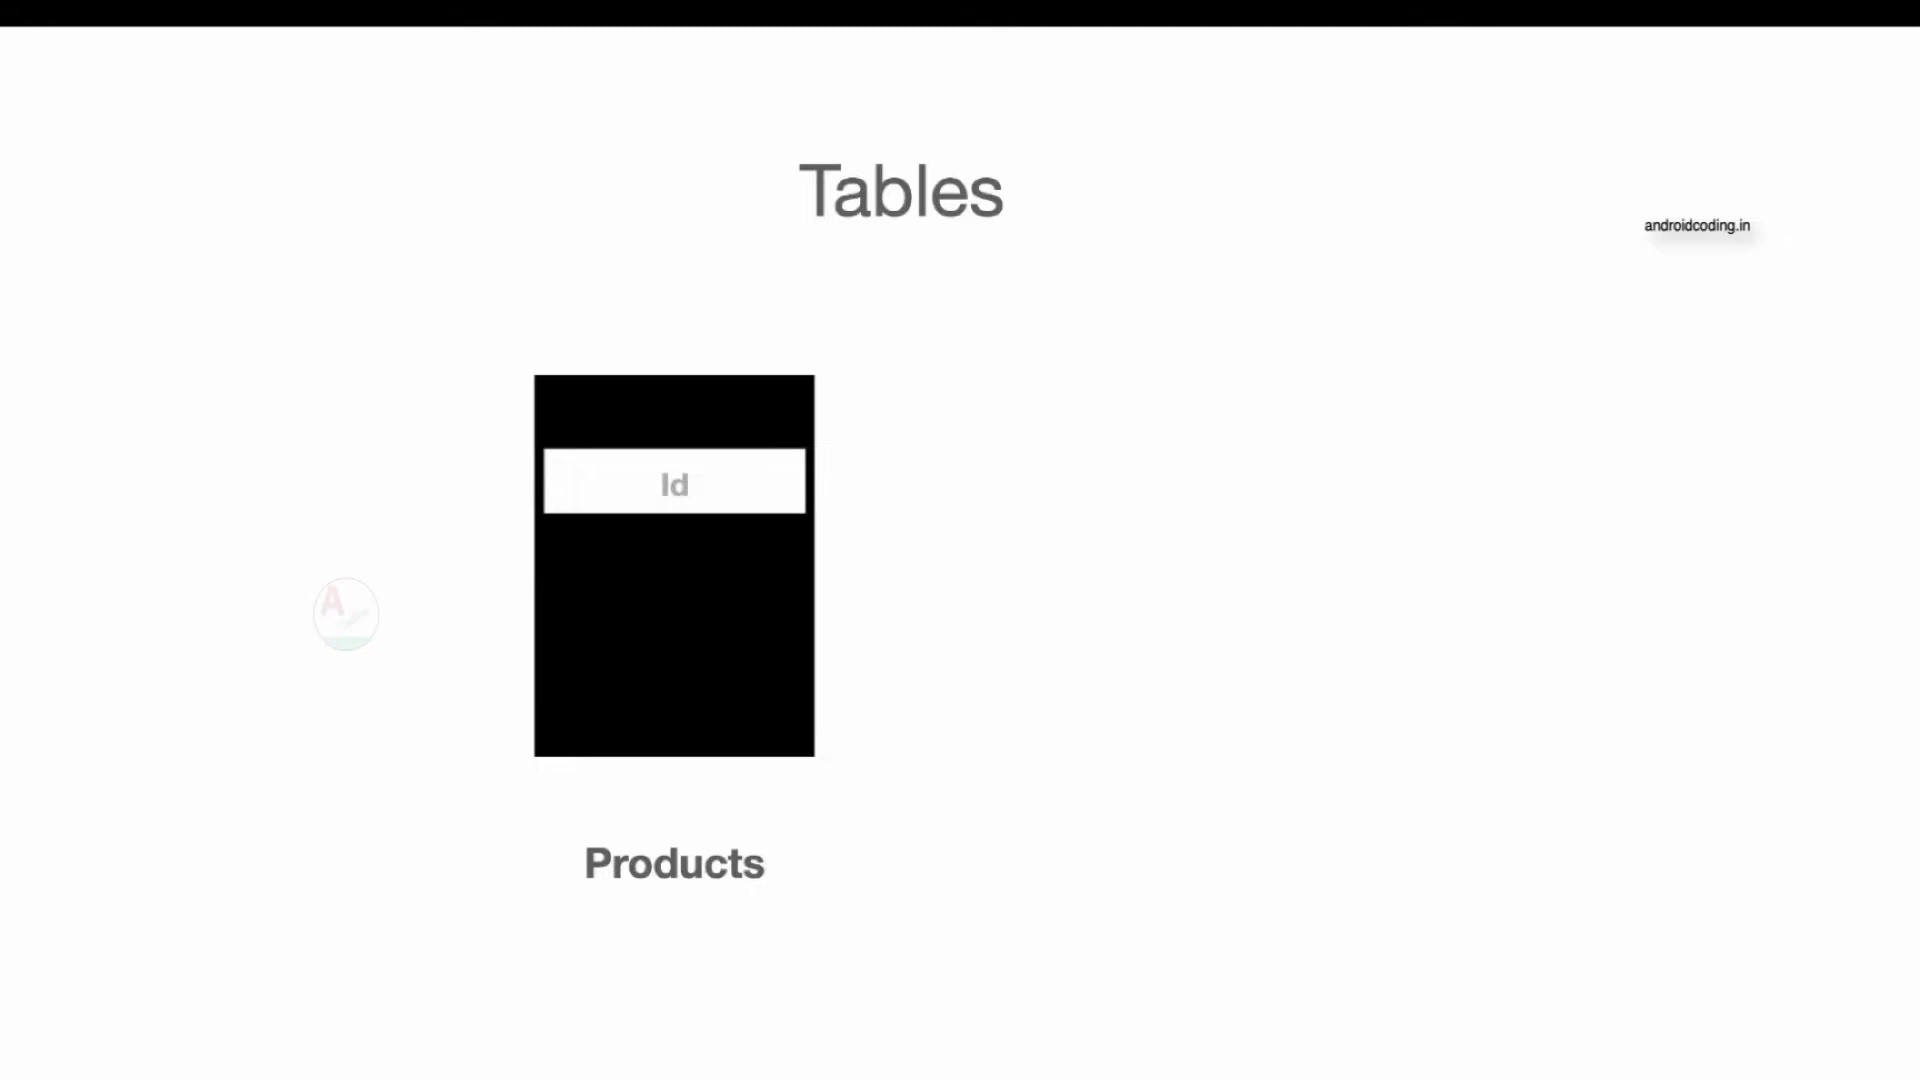 Tables
androidcoding.in
Id
A
Products